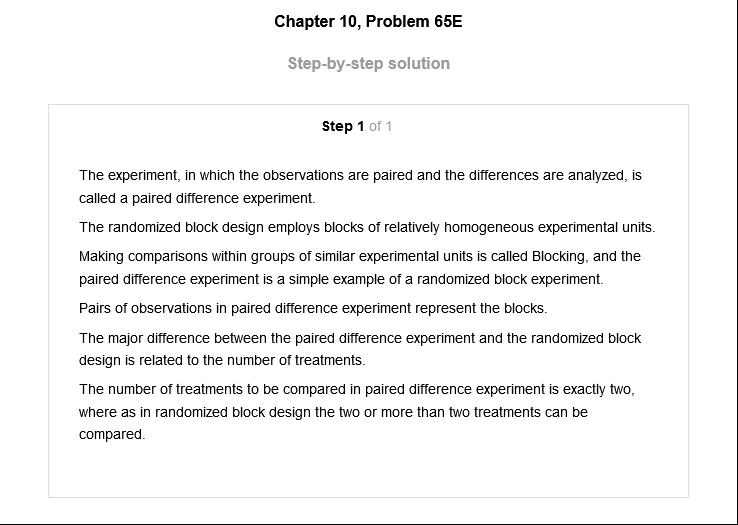 Chapter 10, Problem 65E
Step-by-step solution
Step 1 of 1
The experiment, in which the observations are paired and the differences are analyzed, is
called a paired difference experiment.
The randomized block design employs blocks of relatively homogeneous experimental units.
Making comparisons within groups of similar experimental units is called Blocking, and the
paired difference experiment is a simple example of a randomized block experiment.
Pairs of observations in paired difference experiment represent the blocks.
The major difference between the paired difference experiment and the randomized block
design is related to the number of treatments.
The number of treatments to be compared in paired difference experiment is exactly two,
where as in randomized block design the two or more than two treatments can be
compared.